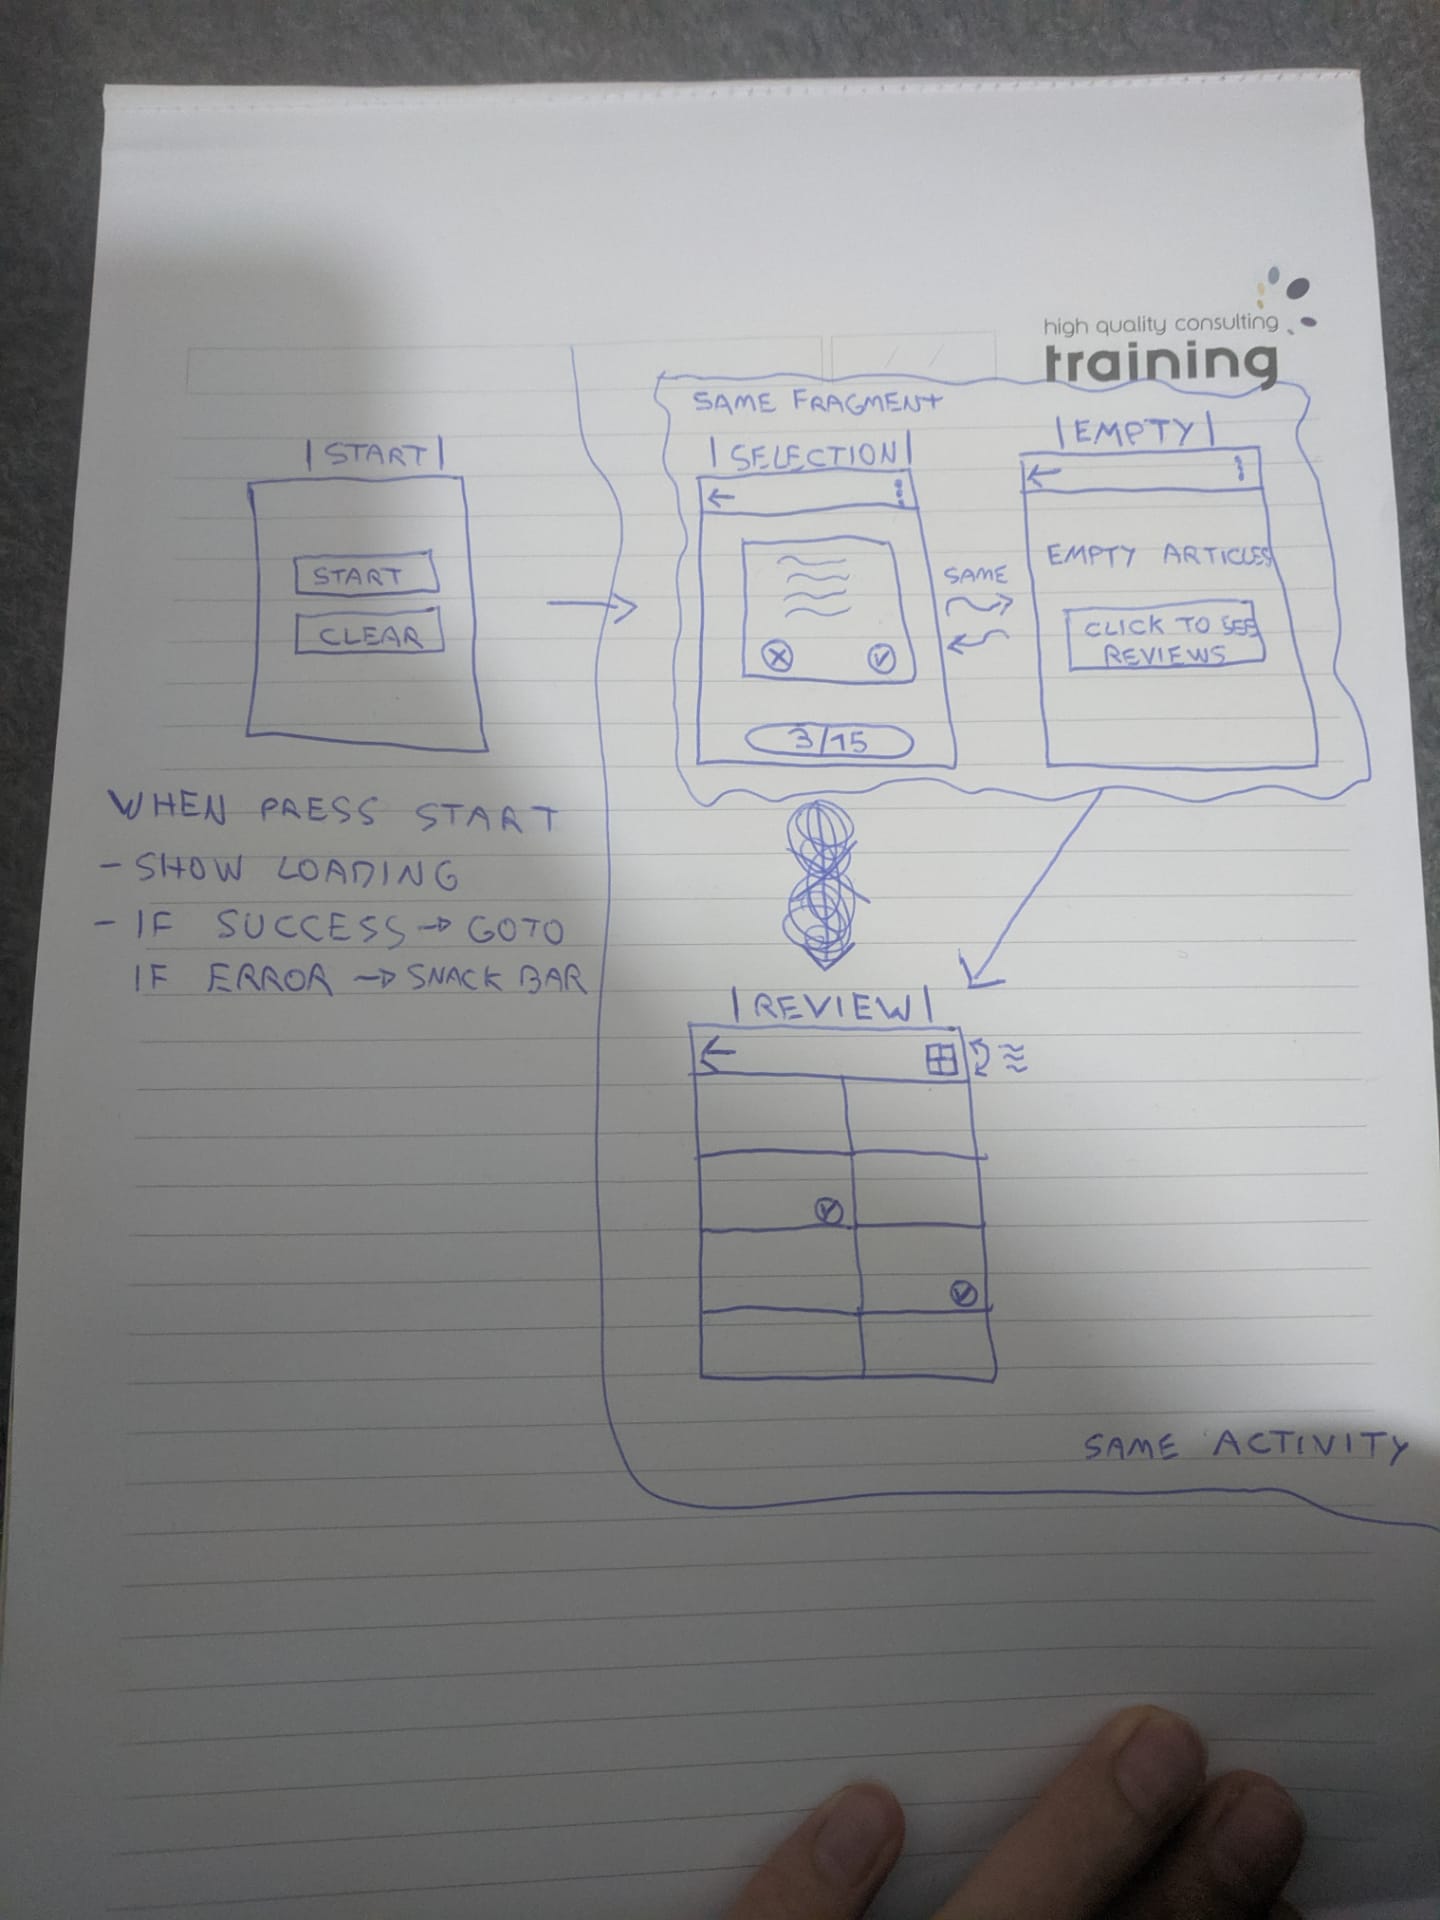 high quality consulting
training
SAME FRAGMENT
|START|
|SELECTION|
|EMPTY|
START
CLEAR
SAME
EMPTY ARTICLES
CLICK TO SEE
REVIEWS
3/15
WHEN PRESS START
- SHOW LOADING
- IF SUCCESS → GOTO
IF ERROR → SNACK BAR
|REVIEW|
SAME ACTIVITY